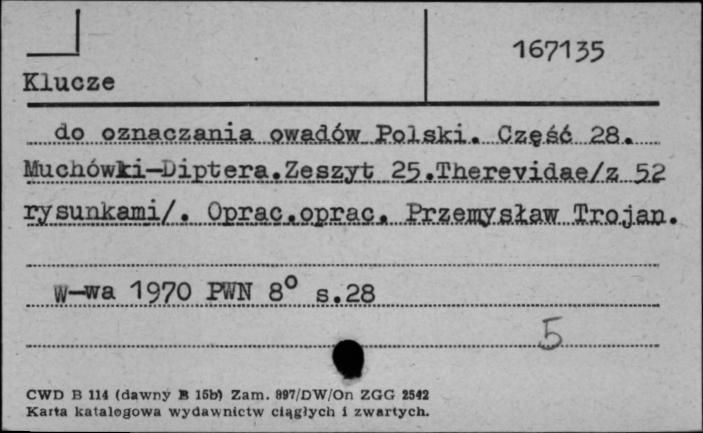 167135
Klucze
do oznaczania owadów Polski. Część 28.
Muchówki-Diptera.Zeszyt 25.Therevidae/z 52
rysunkami/. Oprac.oprac. Przemysław Trojan.
W-wa 1970 PWN 8° s.28
5
CWD B 114 (dawny B 15b) Zam. 897/DW/On ZGG 2542
Karta katalogowa wydawnictw ciągłych i zwartych.